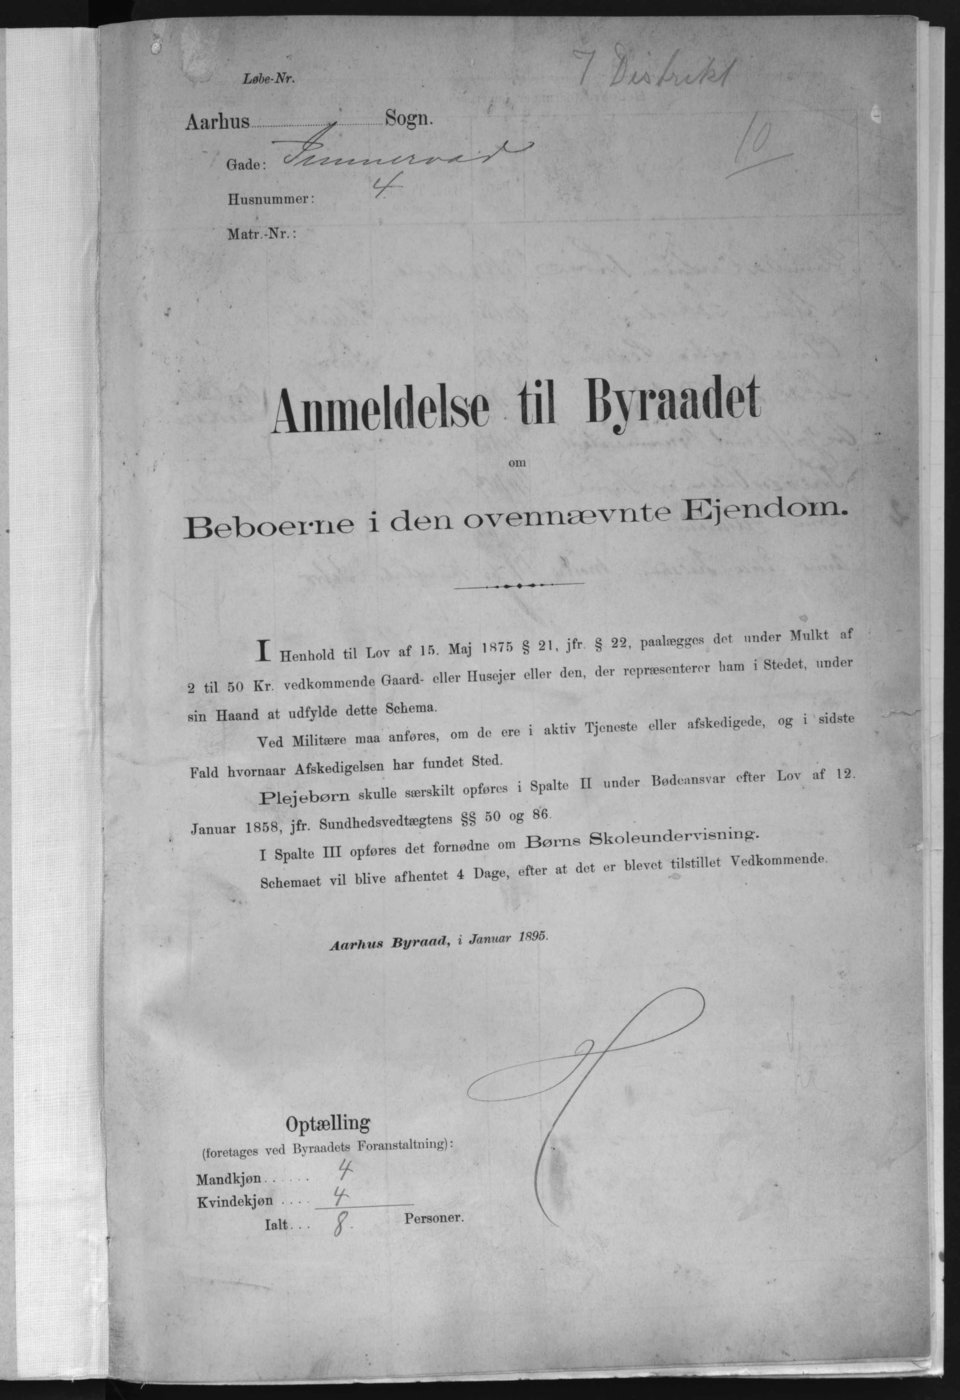 Løbe-Nr.
7 Distrikt
Aarhus Sogn.
10
Gade: Immervad
Husnummer: 4
Matr.-Nr.:
Anmeldelse til Byraadet
om
Beboerne i den ovennævnte Ejendom.
I Henhold til Lov af 15. Maj 1875 § 21, jfr. § 22, paalægges det under Mulkt af
2 til 50 Kr. vedkommende Gaard- eller Husejer eller den, der repræsenterer ham i Stedet, under
sin Haand at udfylde dette Schema.
Ved Militære maa anføres, om de ere i aktiv Tjeneste eller afskedigede, og i sidste
Fald hvornaar Afskedigelsen har fundet Sted.
Plejebørn skulle særskilt opføres i Spalte II under Bødeansvar efter Lov af 12.
Januar 1858, jfr. Sundhedsvedtægtens §§ 50 og 86.
I Spalte III opføres det fornødne om Børns Skoleundervisning.
Schemaet vil blive afhentet 4 Dage, efter at det er blevet tilstillet Vedkommende.
Aarhus Byraad, i Januar 1895.
Optælling
(foretages ved Byraadets Foranstaltning):
Mandkjøn...... 4
Kvindekjøn .... 4
Ialt... 8. Personer.